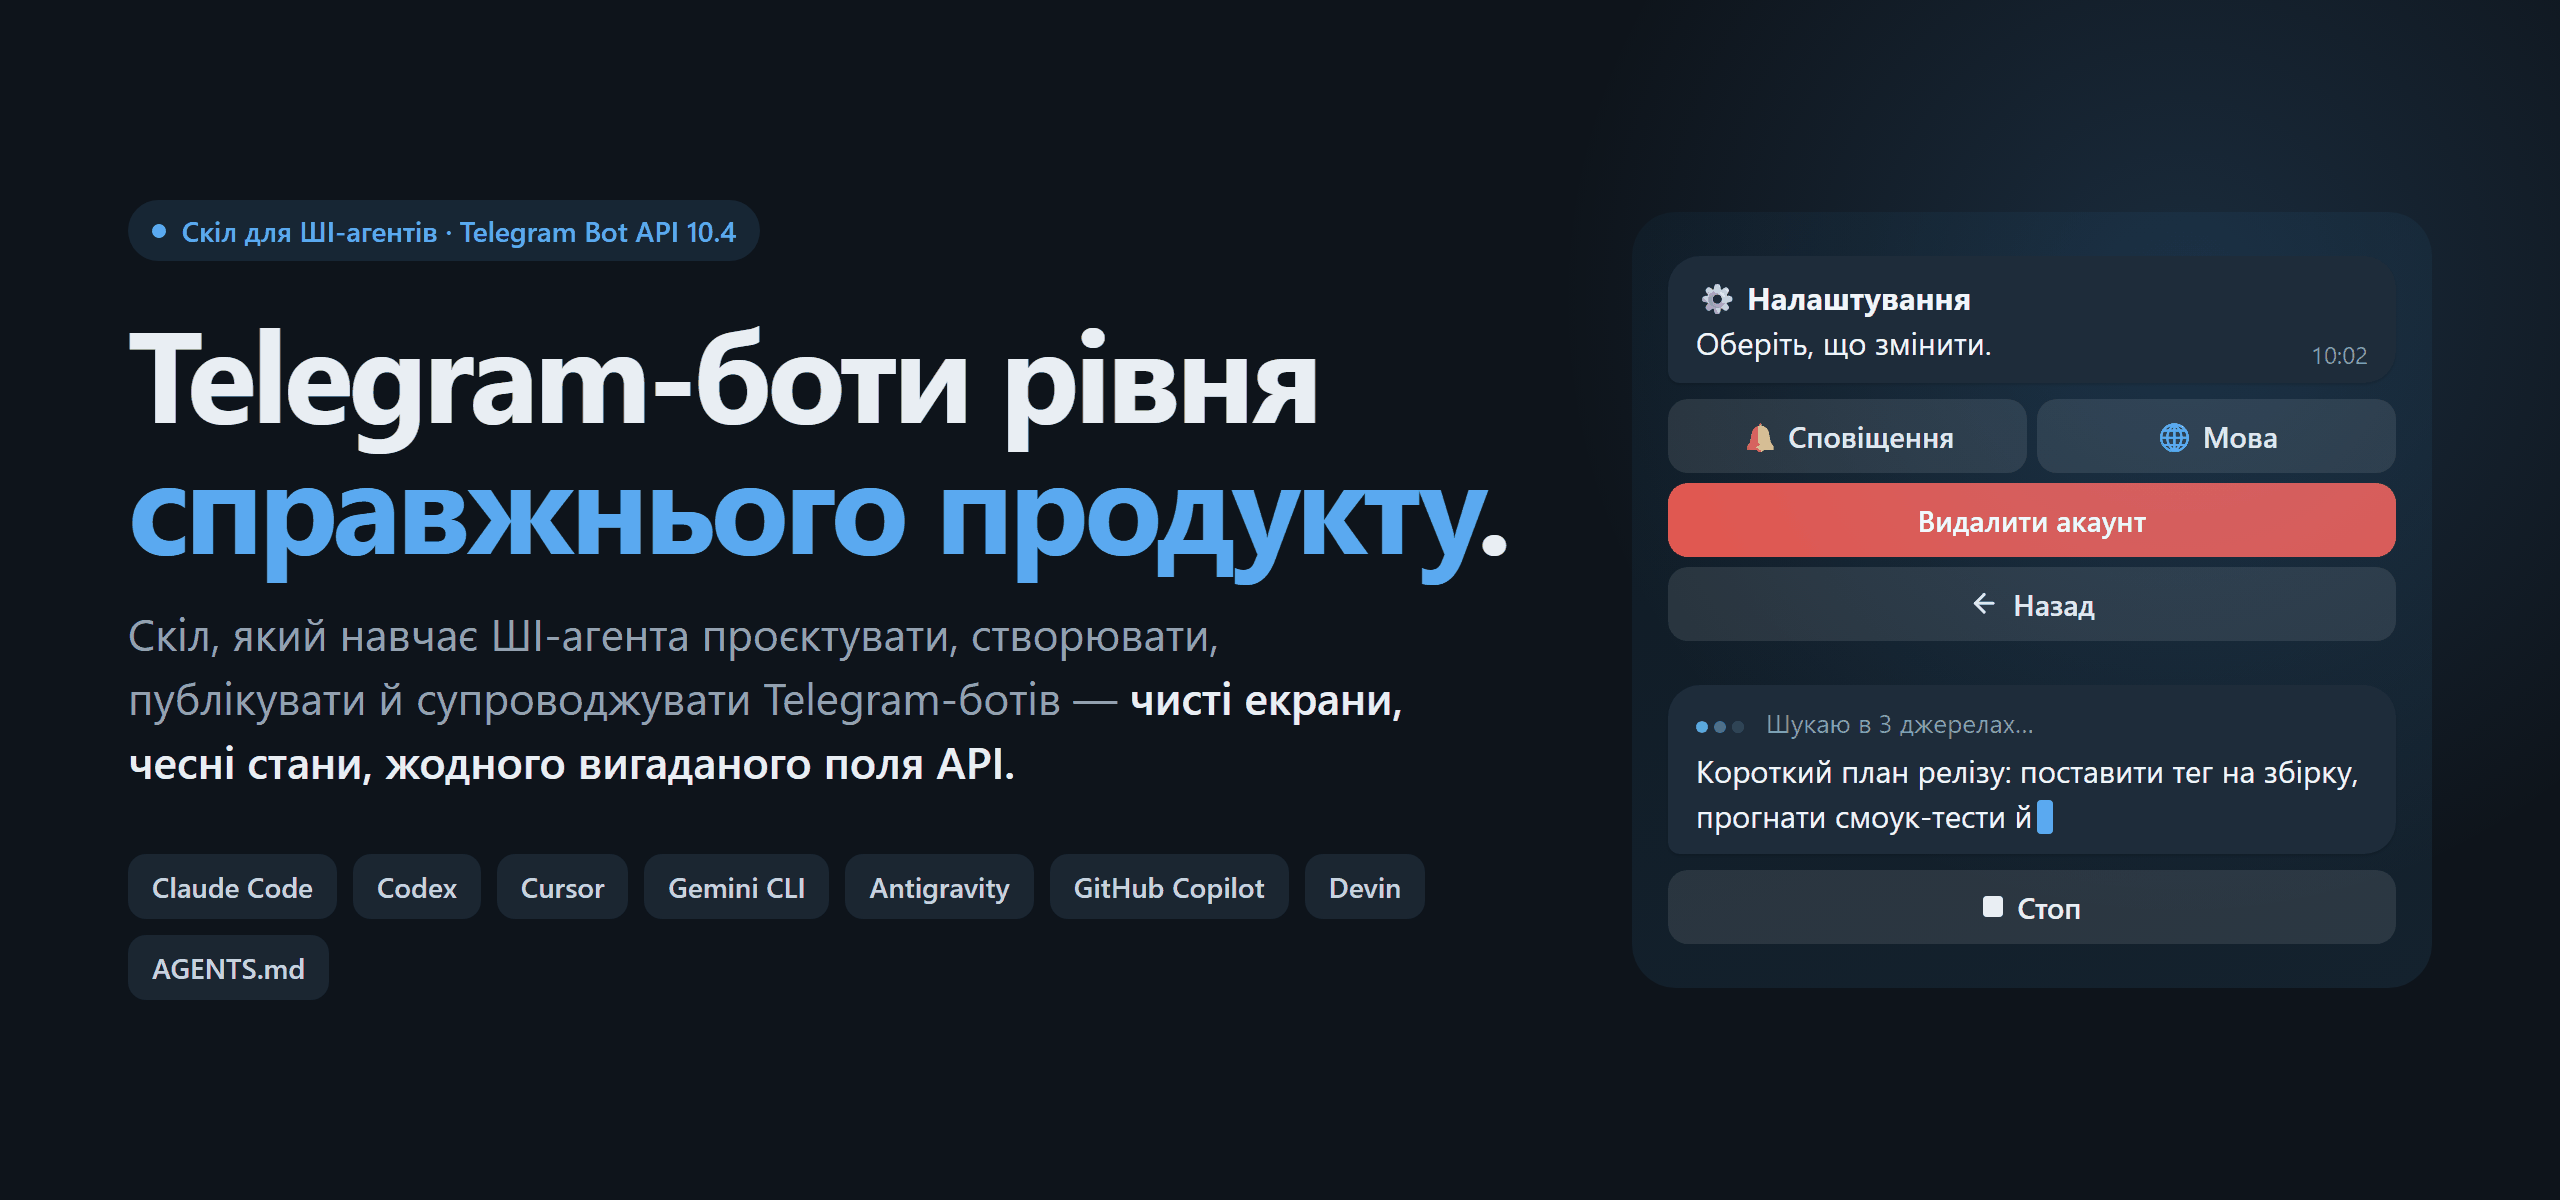 Скіл для ШІ-агентів · Telegram Bot API 10.4
Telegram-боти рівня
справжнього продукту.
Скіл, який навчає ШІ-агента проєктувати, створювати,
публікувати й супроводжувати Telegram-ботів — чисті екрани,
чесні стани, жодного вигаданого поля API.
Claude Code
Codex
Cursor
Gemini CLI
Antigravity
GitHub Copilot
Devin
AGENTS.md
Налаштування
Оберіть, що змінити.
10:02
Сповіщення
Мова
Видалити акаунт
← Назад
Шукаю в 3 джерелах...
Короткий план релізу: поставити тег на збірку,
прогнати смоук-тести й
Стоп